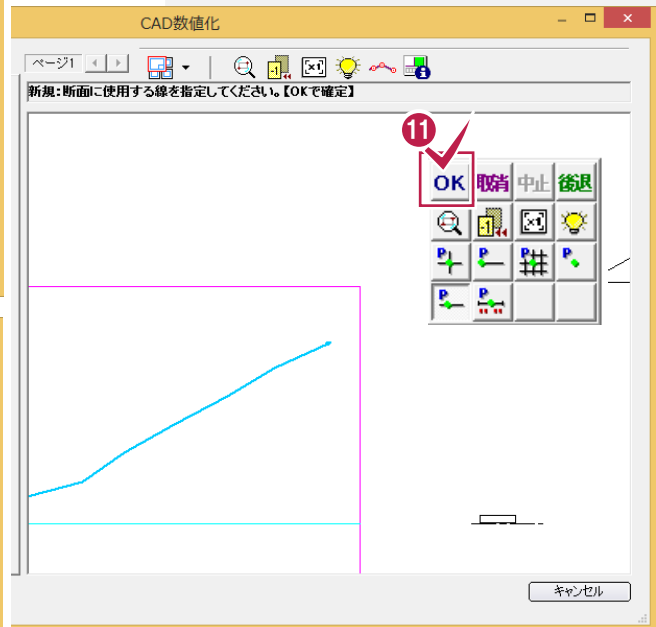 CAD数値化
ページ1
新規:断面に使用する線を指定してください。【OKで確定】
11
OK 取消 中止 後退
キャンセル